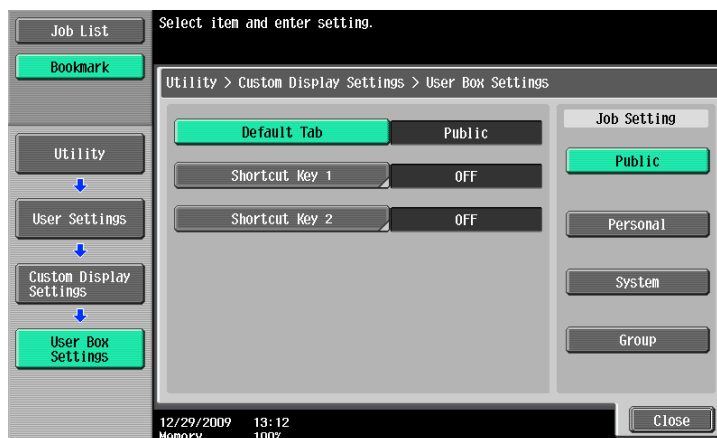 Job List
Bookmark
Utility
User Settings
Custom Display
Settings
User Box
Settings
Select item and enter setting.
Utility > Custom Display Settings > User Box Settings
Default Tab Public
Shortcut Key 1 OFF
Shortcut Key 2 OFF
Job Setting
Public
Personal
System
Group
12/29/2009 13:12
Memory 100%
Close